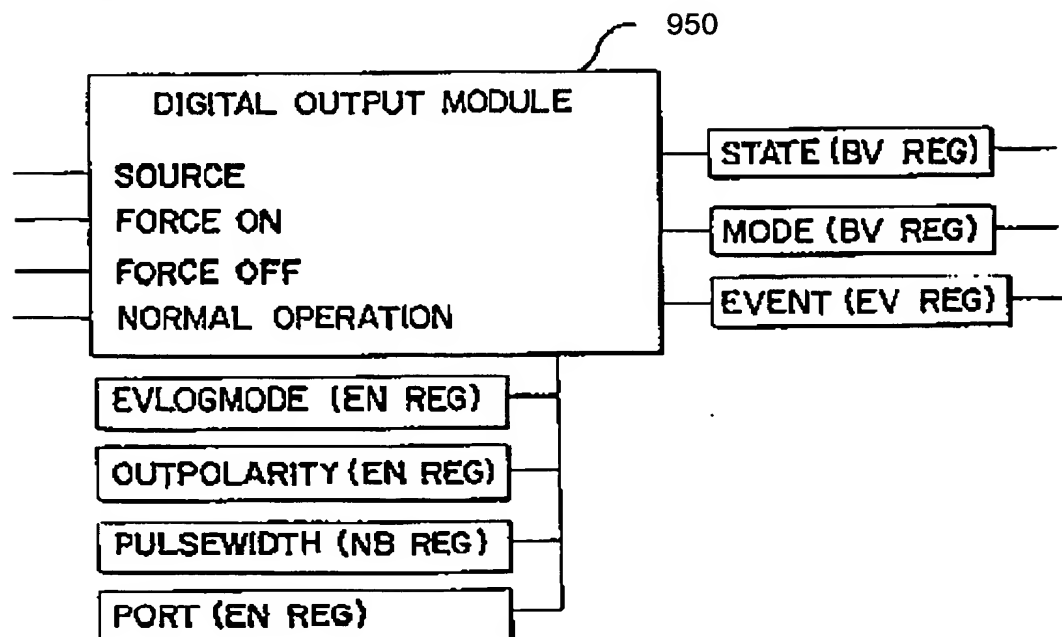 950
DIGITAL OUTPUT MODULE
SOURCE
FORCE ON
FORCE OFF
NORMAL OPERATION
STATE (BV REG)
MODE (BV REG)
EVENT (EV REG)
EVLOGMODE (EN REG)
OUTPOLARITY (EN REG)
PULSEWIDTH (NB REG)
PORT (EN REG)